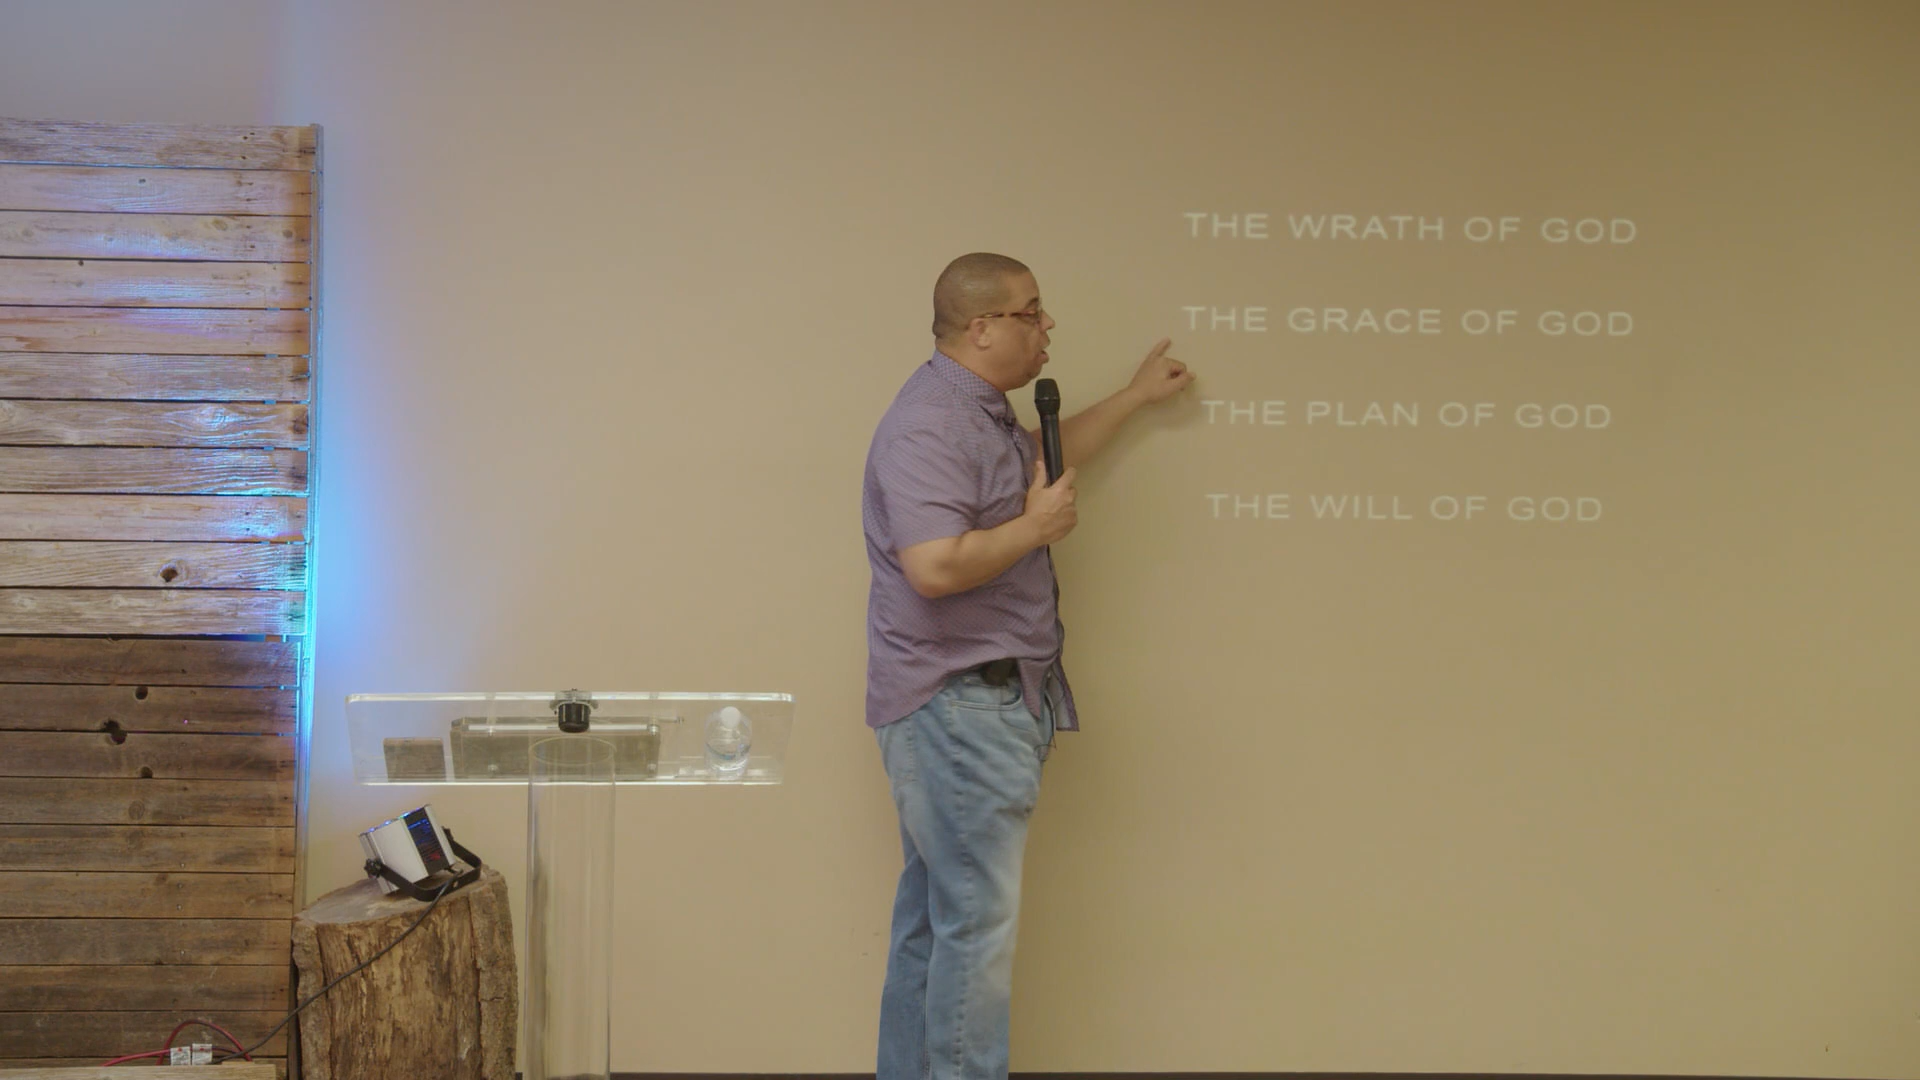 THE WRATH OF GOD
THE GRACE OF GOD
THE PLAN OF GOD
THE WILL OF GOD